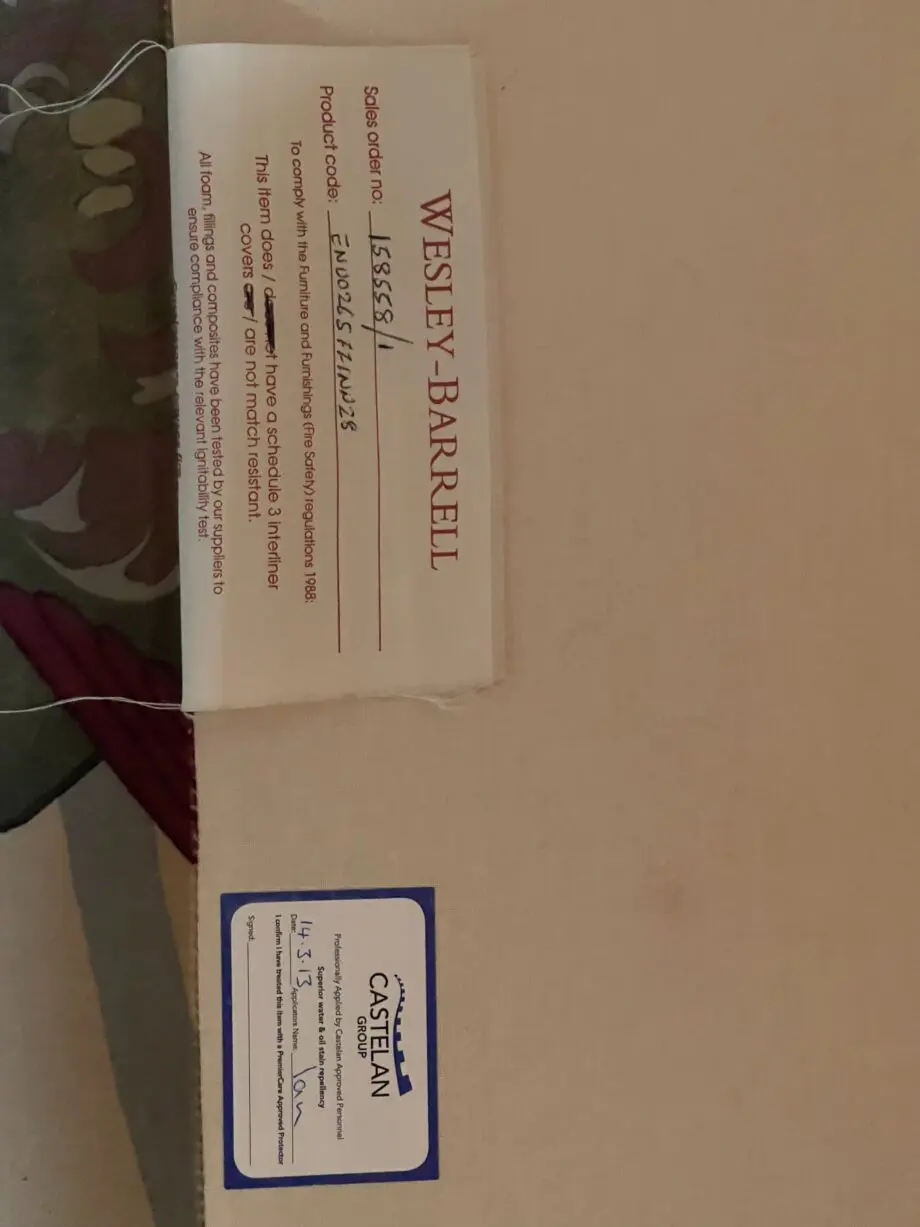 WESLEY-BARRELL
Sales order no: 158558/1
Product code: ENU0265FZINN28
To comply with the Furniture and Furnishings (Fire Safety) regulations 1988:
This item does / have a schedule 3 interliner
covers / are not match resistant.
All foam, fillings and composites have been tested by our suppliers to
ensure compliance with the relevant ignitability test.
CASTELAN
GROUP
Professionally Applied by Castelan Approved Personnel
Superior water & oil stain repellency
Date: 14.3.13 Applicators Name: Ian
I confirm I have treated this item with a PremierCare Approved Protector
Signed: